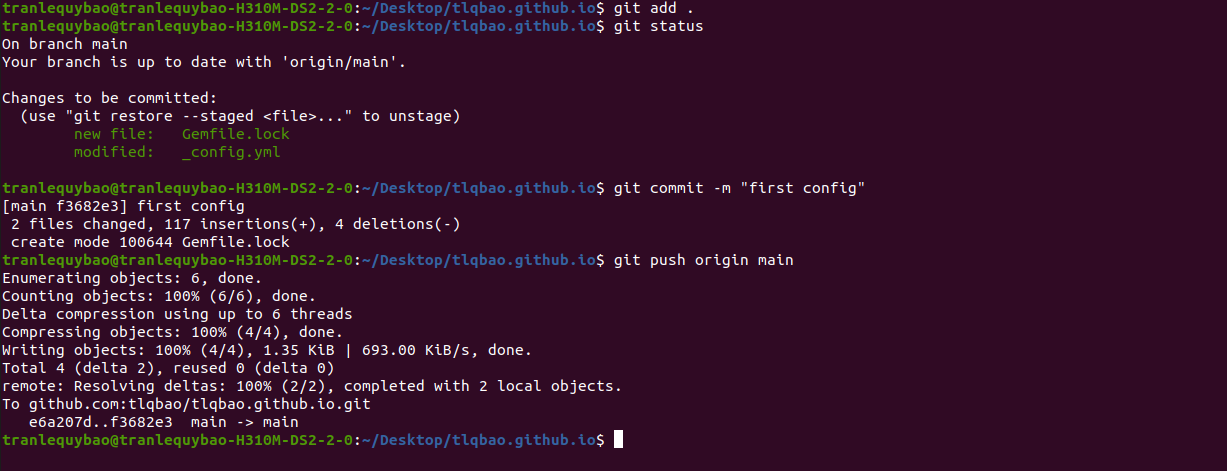 tranlequybao@tranlequybao-H310M-DS2-2-0:~/Desktop/tlqbao.github.io$ git add .
tranlequybao@tranlequybao-H310M-DS2-2-0:~/Desktop/tlqbao.github.io$ git status
On branch main
Your branch is up to date with 'origin/main'.

Changes to be committed:
  (use "git restore --staged <file>..." to unstage)
        new file:   Gemfile.lock
        modified:   _config.yml

tranlequybao@tranlequybao-H310M-DS2-2-0:~/Desktop/tlqbao.github.io$ git commit -m "first config"
[main f3682e3] first config
 2 files changed, 117 insertions(+), 4 deletions(-)
 create mode 100644 Gemfile.lock
tranlequybao@tranlequybao-H310M-DS2-2-0:~/Desktop/tlqbao.github.io$ git push origin main
Enumerating objects: 6, done.
Counting objects: 100% (6/6), done.
Delta compression using up to 6 threads
Compressing objects: 100% (4/4), done.
Writing objects: 100% (4/4), 1.35 KiB | 693.00 KiB/s, done.
Total 4 (delta 2), reused 0 (delta 0)
remote: Resolving deltas: 100% (2/2), completed with 2 local objects.
To github.com:tlqbao/tlqbao.github.io.git
   e6a207d..f3682e3  main -> main
tranlequybao@tranlequybao-H310M-DS2-2-0:~/Desktop/tlqbao.github.io$